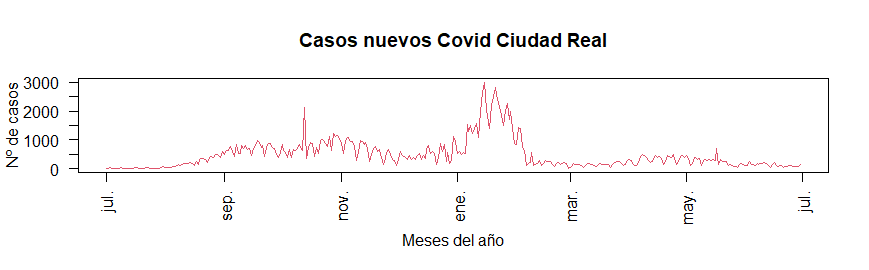 Casos nuevos Covid Ciudad Real
Nº de casos
3000
2000
1000
0
jul.
sep.
nov.
ene.
mar.
may.
jul.
Meses del año